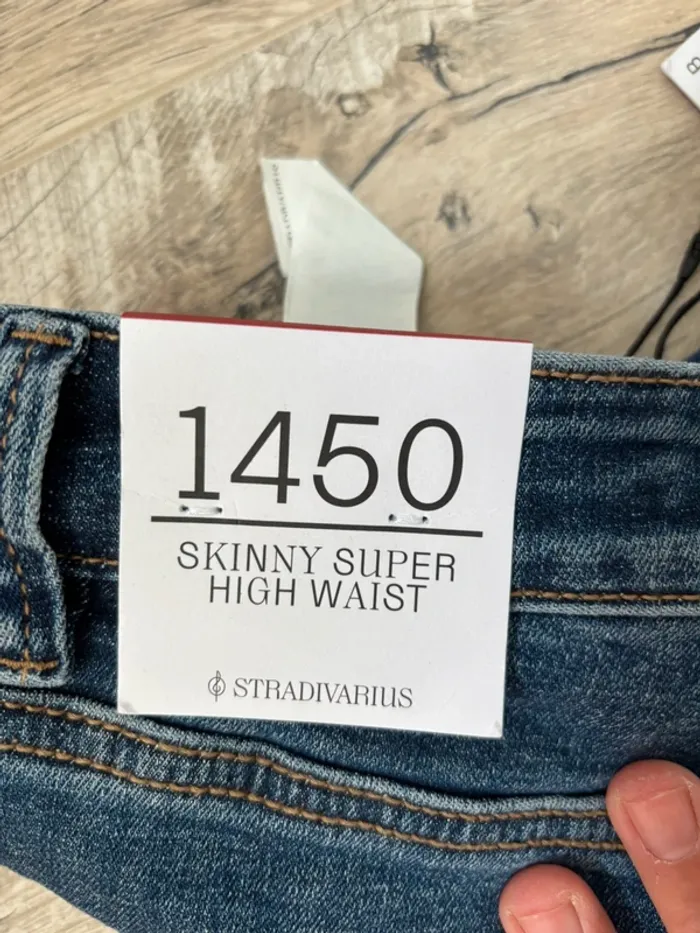 1450
SKINNY SUPER
HIGH WAIST
STRADIVARIUS